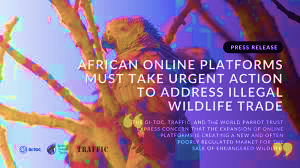 PRESS RELEASE
AFRICAN ONLINE PLATFORMS
MUST TAKE URGENT ACTION
TO ADDRESS ILLEGAL
WILDLIFE TRADE
THE GI-TOC, TRAFFIC, AND THE WORLD PARROT TRUST
EXPRESS CONCERN THAT THE EXPANSION OF ONLINE
PLATFORMS IS CREATING A NEW AND OFTEN
POORLY REGULATED MARKET FOR THE
SALE OF ENDANGERED WILDLIFE
GI-TOC
TRAFFIC